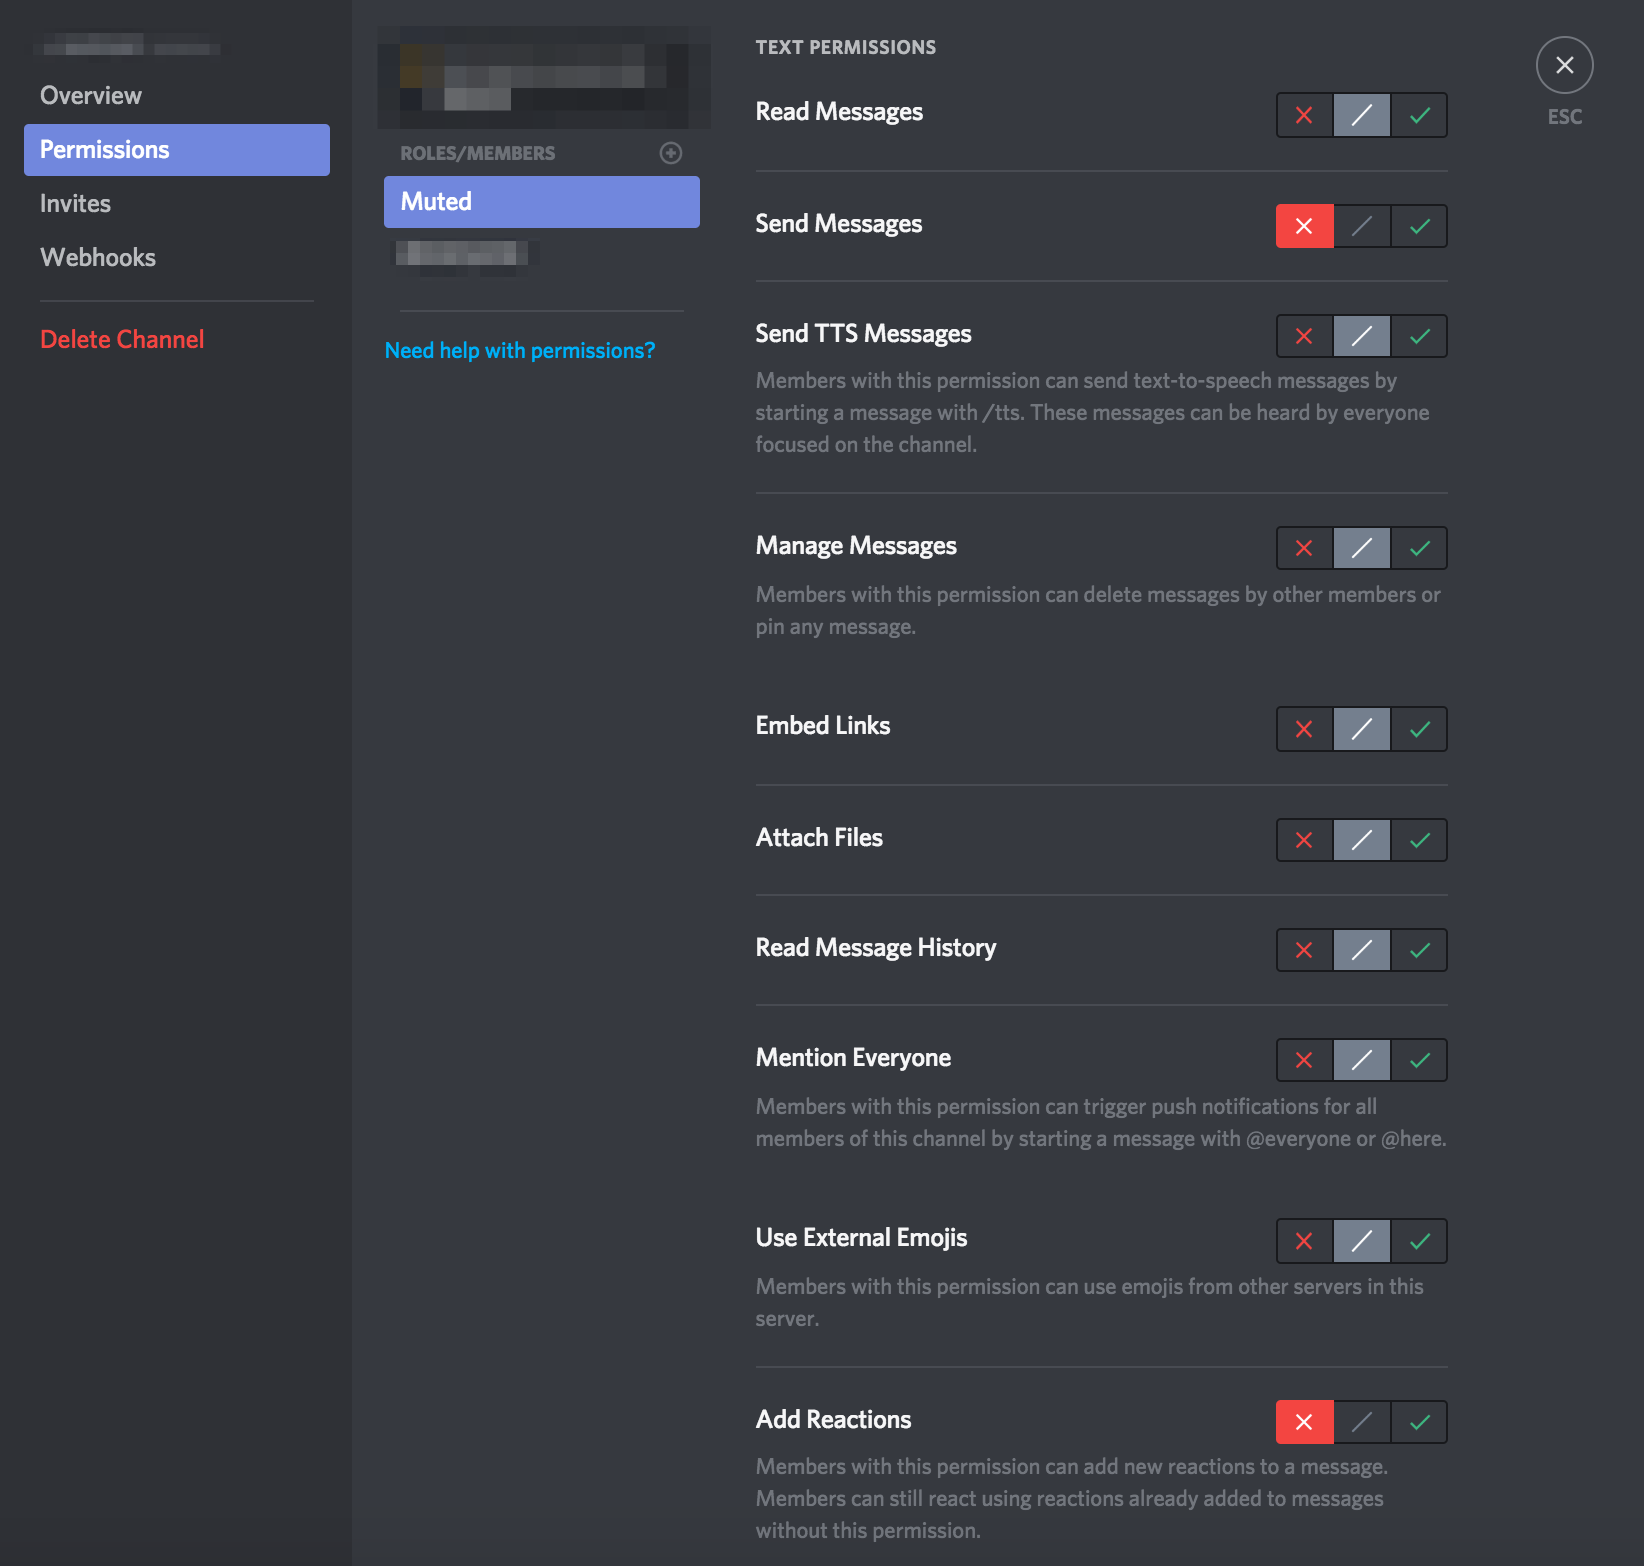 Overview
Permissions
Invites
Webhooks
Delete Channel
ROLES/MEMBERS
Muted
Need help with permissions?
TEXT PERMISSIONS
Read Messages
Send Messages
Send TTS Messages
Members with this permission can send text-to-speech messages by
starting a message with /tts. These messages can be heard by everyone
focused on the channel.
Manage Messages
Members with this permission can delete messages by other members or
pin any message.
Embed Links
Attach Files
Read Message History
Mention Everyone
Members with this permission can trigger push notifications for all
members of this channel by starting a message with @everyone or @here.
Use External Emojis
Members with this permission can use emojis from other servers in this
server.
Add Reactions
Members with this permission can add new reactions to a message.
Members can still react using reactions already added to messages
without this permission.
ESC